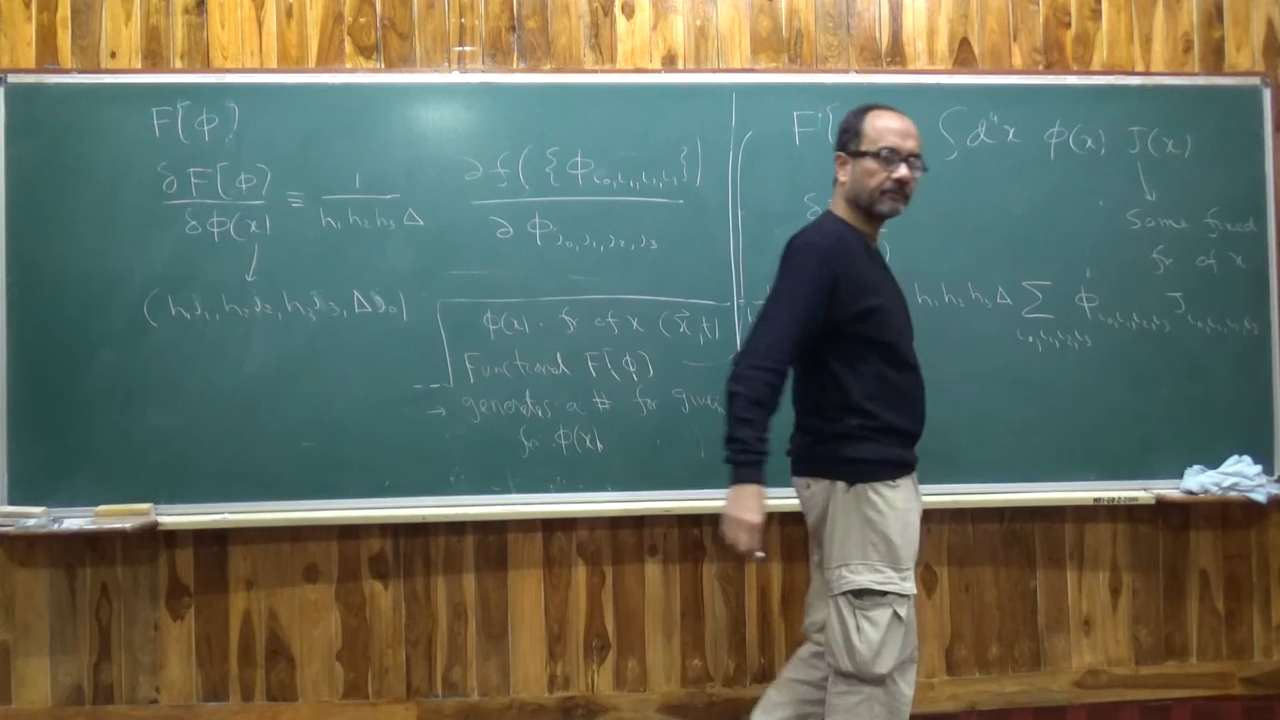 F[φ]
δF[φ] / δφ(x) ≡ 1 / h₁h₂h₃Δ ∂f({φ_{i₀,i₁,i₂,i₃}}) / ∂φ_{j₀,j₁,j₂,j₃}
(h₁j₁, h₂j₂, h₃j₃, Δj₀)
φ(x) . fn of x (x⃗,t)
Functional F[φ]
→ generates a # for given
fn φ(x)
F[
∫d⁴x φ(x) J(x)
↓
Some fixed
fn of x
δ
h₁h₂h₃Δ Σ_{i₀,i₁,i₂,i₃} φ_{i₀,i₁,i₂,i₃} J_{i₀,i₁,i₂,i₃}